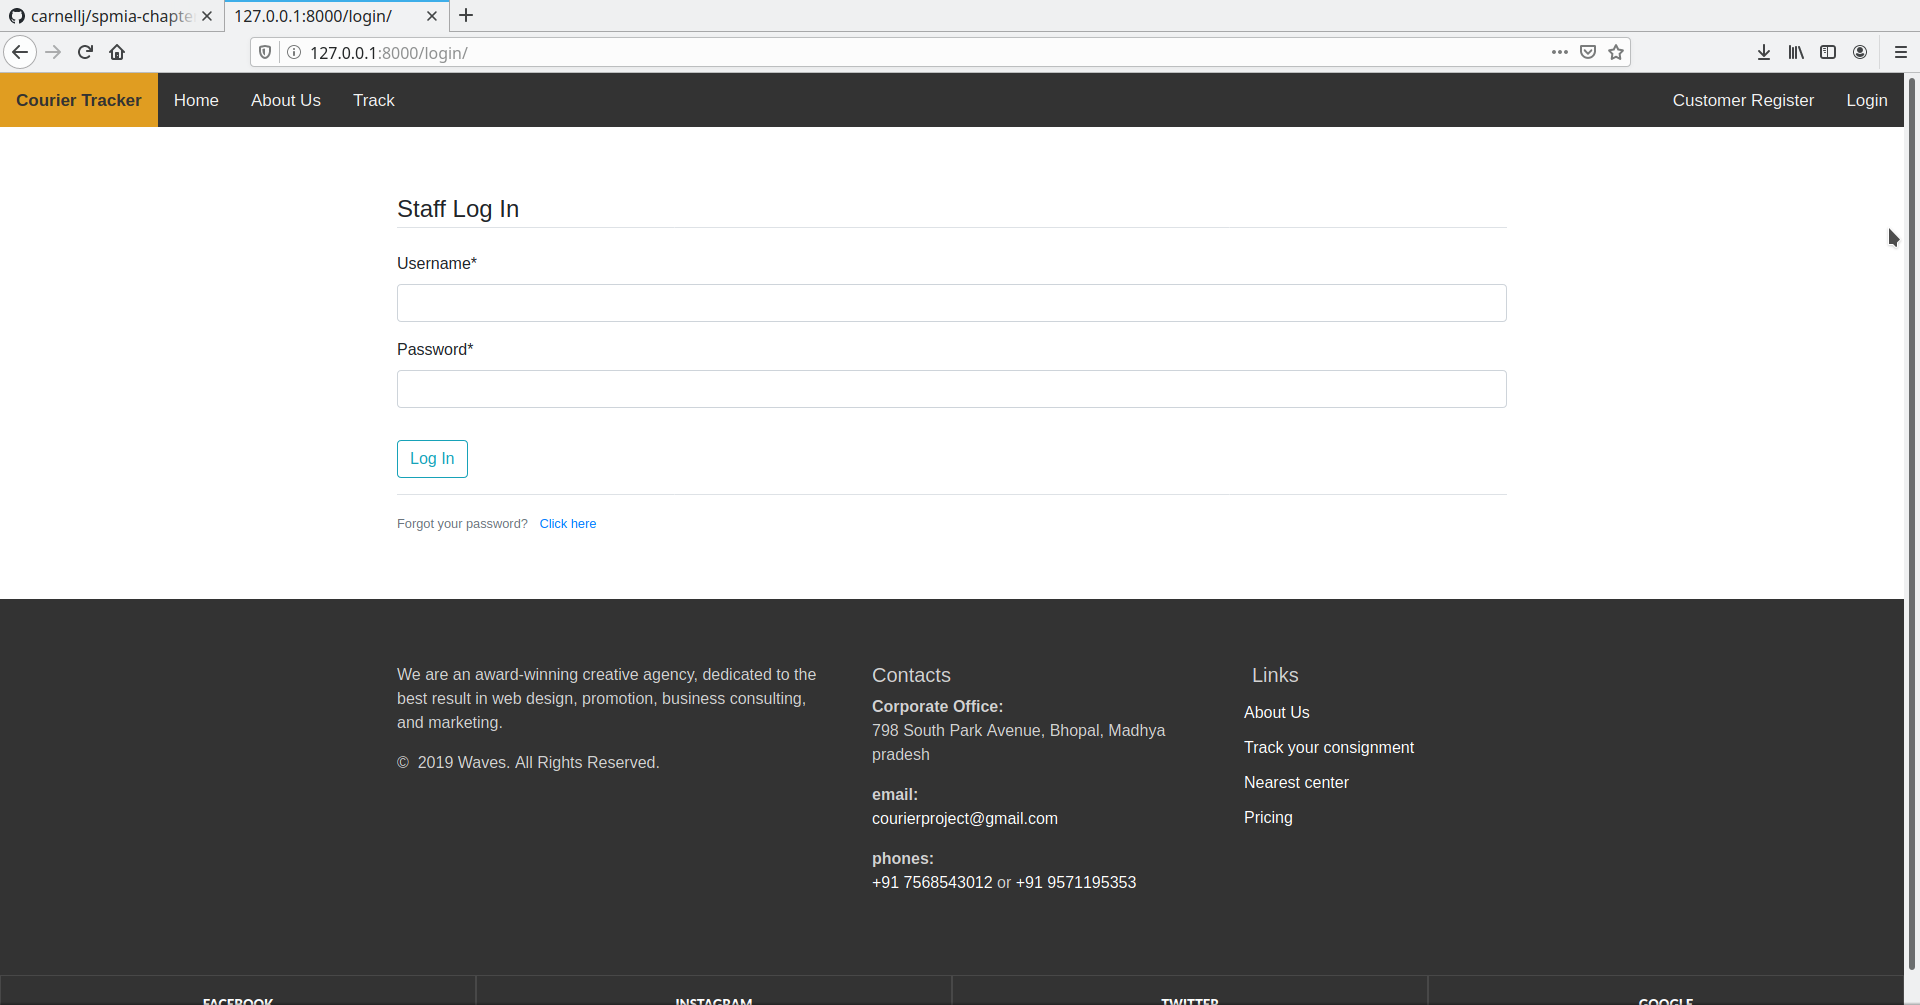 carnellj/spmia-chapte
127.0.0.1:8000/login/
127.0.0.1:8000/login/
Courier Tracker Home About Us Track Customer Register Login
Staff Log In
Username*
Password*
Log In
Forgot your password? Click here
We are an award-winning creative agency, dedicated to the
best result in web design, promotion, business consulting,
and marketing.
© 2019 Waves. All Rights Reserved.
Contacts
Corporate Office:
798 South Park Avenue, Bhopal, Madhya
pradesh
email:
courierproject@gmail.com
phones:
+91 7568543012 or +91 9571195353
Links
About Us
Track your consignment
Nearest center
Pricing
FACEBOOK INSTAGRAM TWITTER GOOGLE